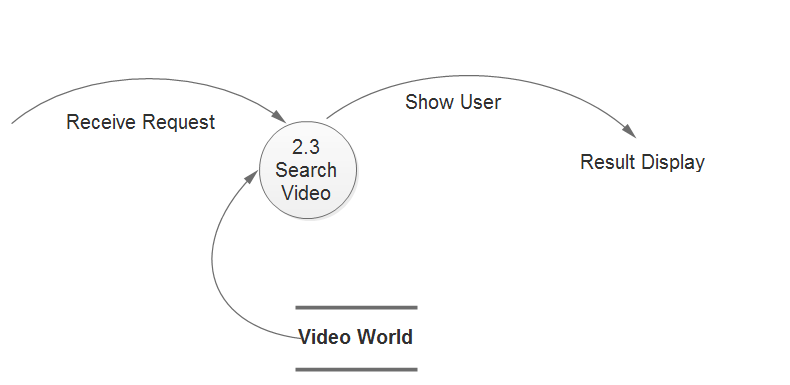 Show User
Receive Request
2.3
Search
Video
Result Display
Video World